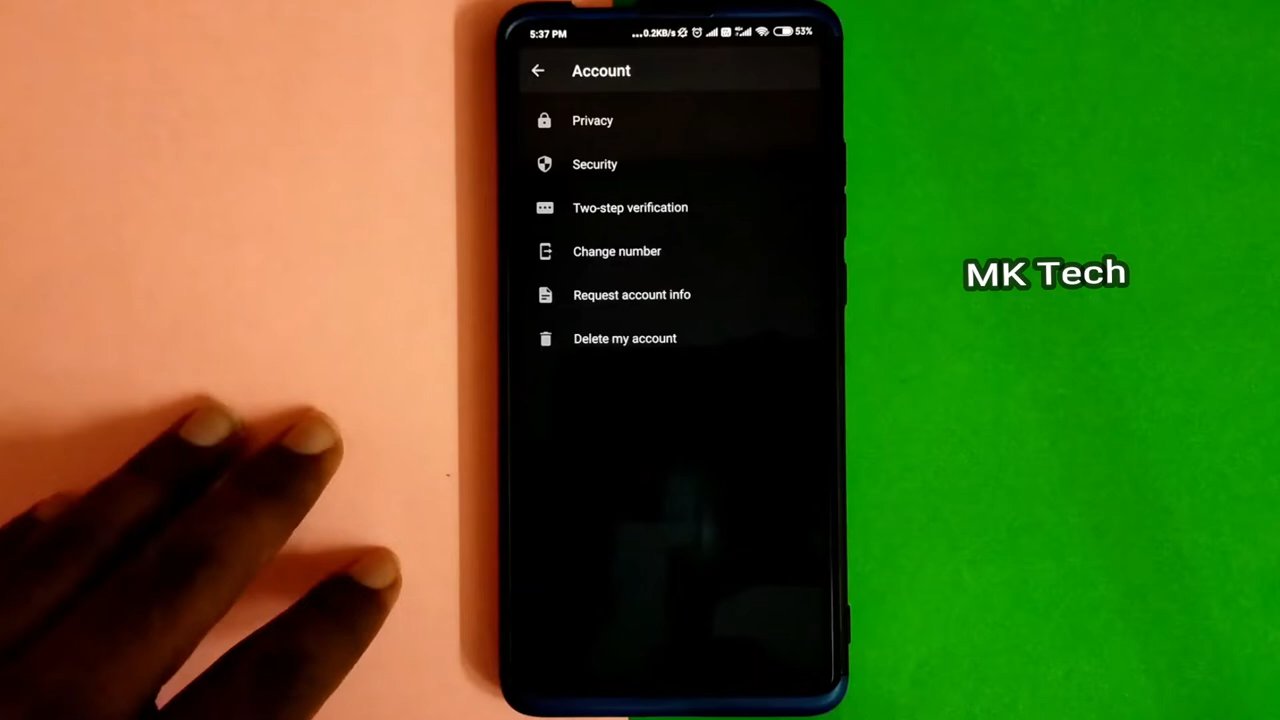 5:37 PM
...0.2KB/s
53%
Account
Privacy
Security
Two-step verification
Change number
Request account info
Delete my account
MK Tech